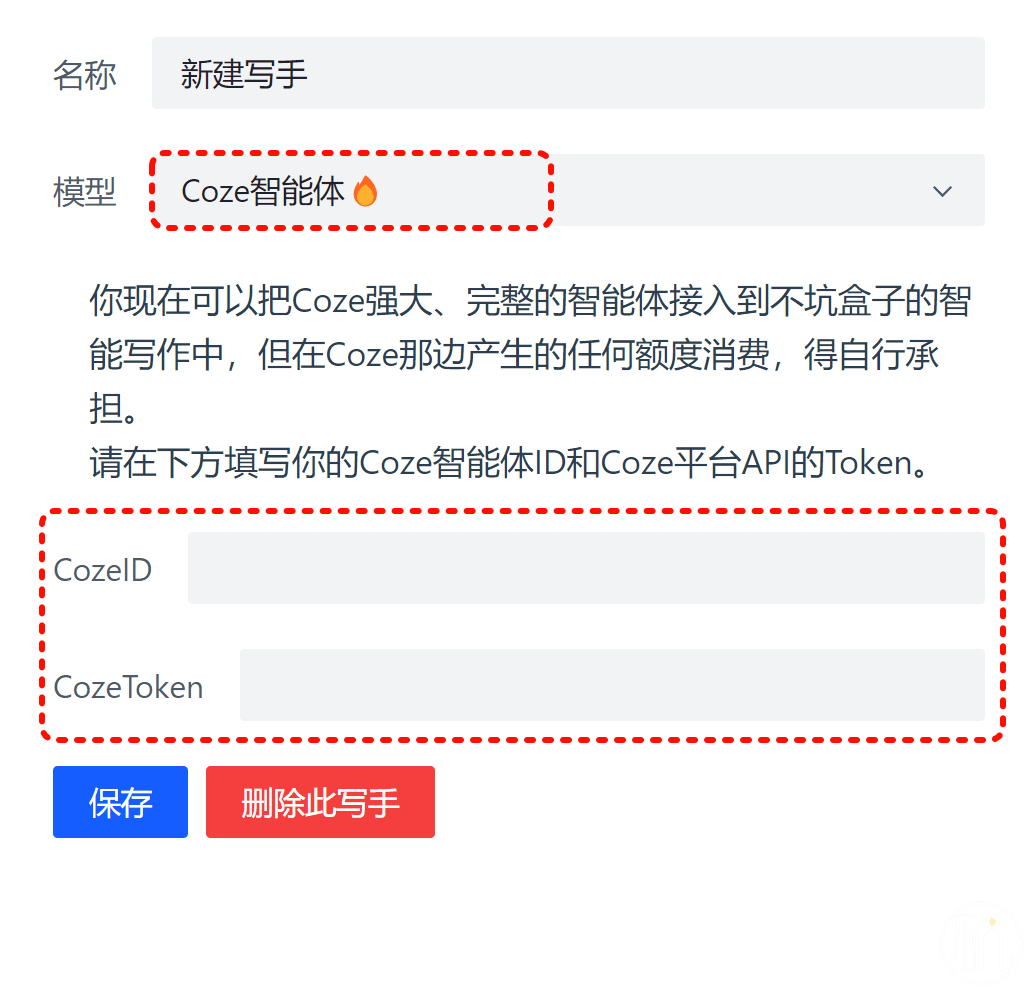 名称
新建写手
模型
Coze智能体🔥
你现在可以把Coze强大、完整的智能体接入到不坑盒子的智
能写作中，但在Coze那边产生的任何额度消费，得自行承
担。
请在下方填写你的Coze智能体ID和Coze平台API的Token。
CozeID
CozeToken
保存
删除此写手